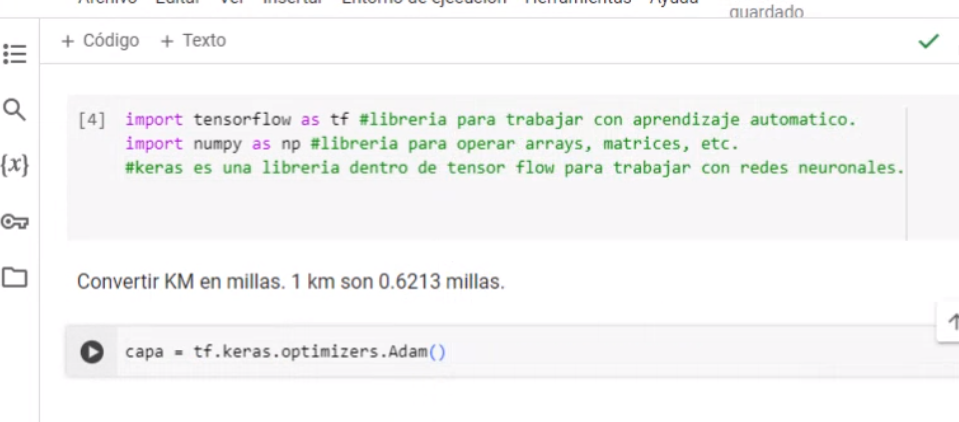 Archivo Editar Ver Insertar Entorno de ejecución Herramientas Ayuda
guardado
+ Código + Texto
{x}
[4] import tensorflow as tf #libreria para trabajar con aprendizaje automatico.
import numpy as np #libreria para operar arrays, matrices, etc.
#keras es una libreria dentro de tensor flow para trabajar con redes neuronales.
Convertir KM en millas. 1 km son 0.6213 millas.
capa = tf.keras.optimizers.Adam()